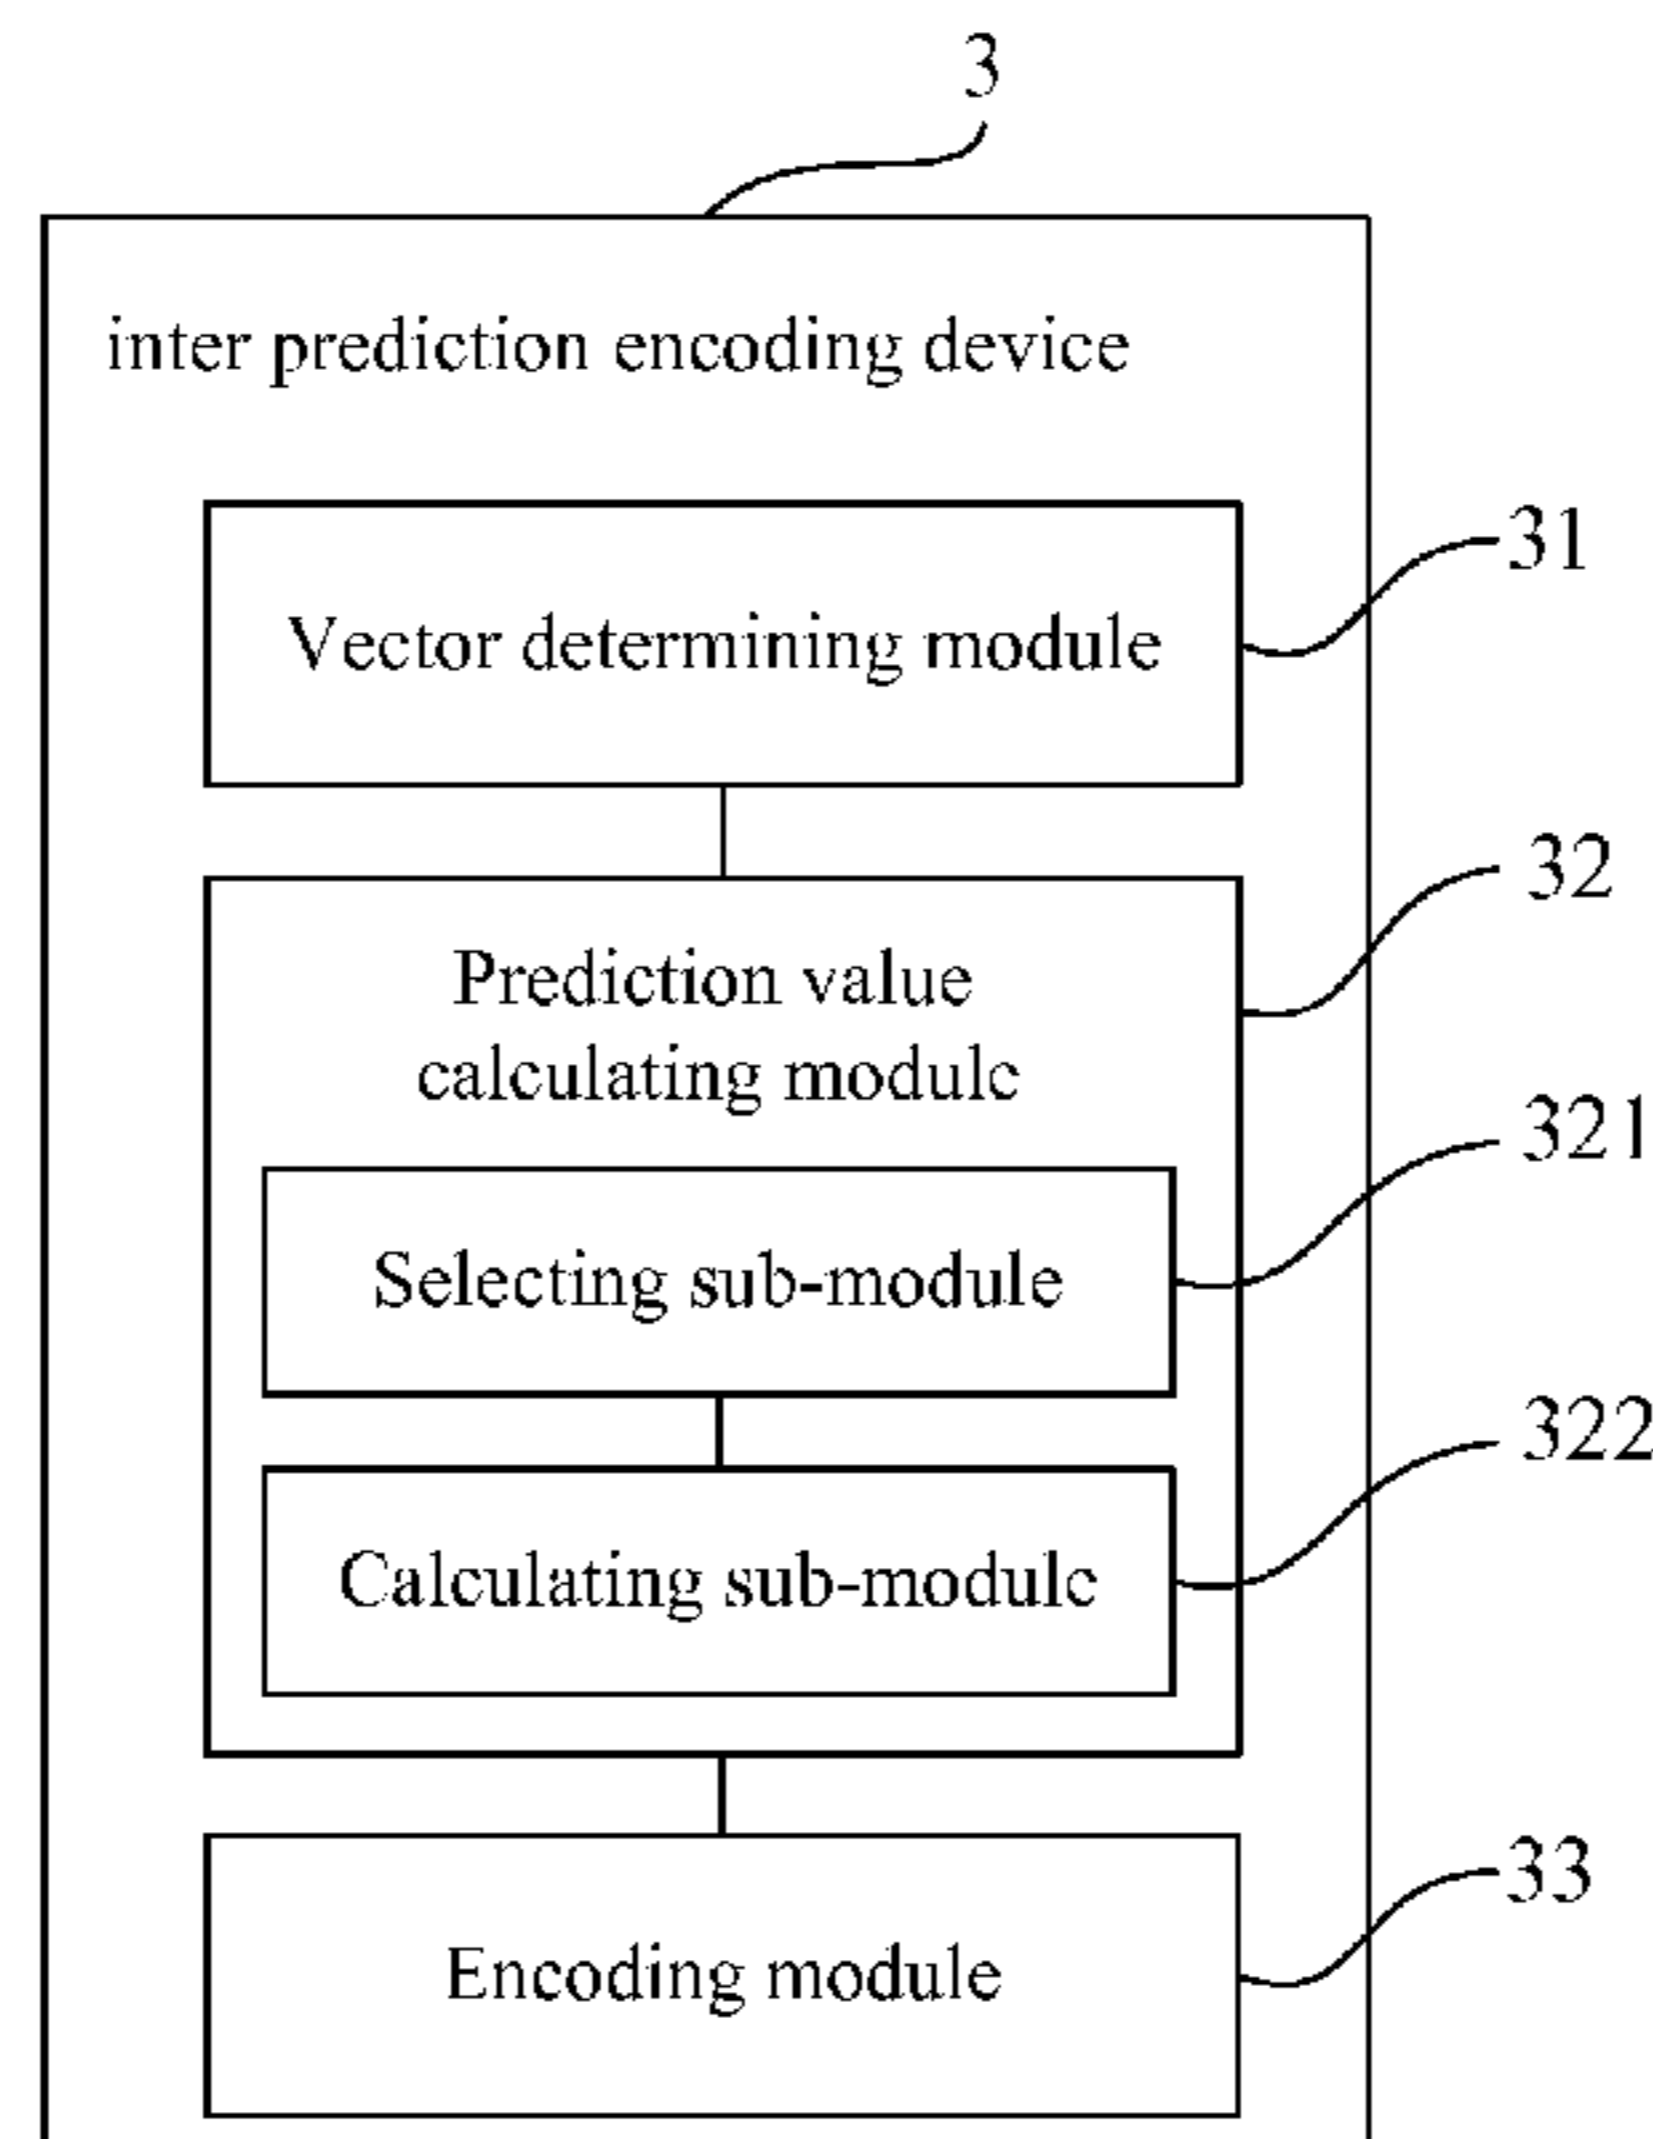 3
inter prediction encoding device
31
Vector determining module
32
Prediction value
calculating module
321
Selecting sub-module
322
Calculating sub-module
33
Encoding module